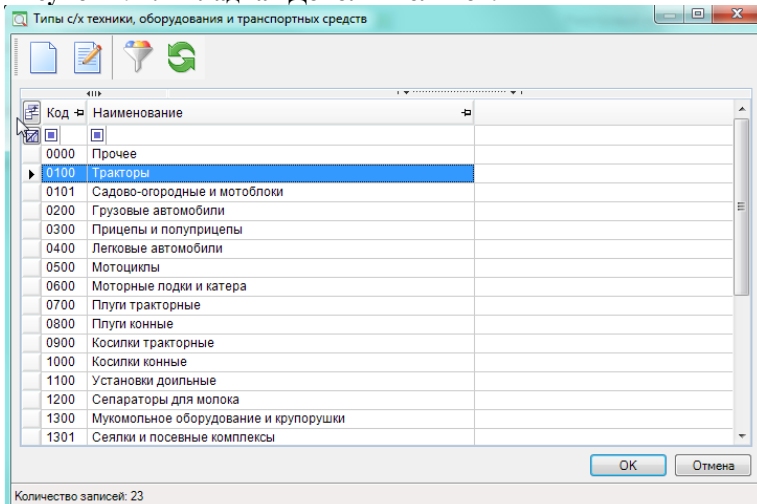 Типы с/х техники, оборудования и транспортных средств
Код Наименование
0000 Прочее
0100 Тракторы
0101 Садово-огородные и мотоблоки
0200 Грузовые автомобили
0300 Прицепы и полуприцепы
0400 Легковые автомобили
0500 Мотоциклы
0600 Моторные лодки и катера
0700 Плуги тракторные
0800 Плуги конные
0900 Косилки тракторные
1000 Косилки конные
1100 Установки доильные
1200 Сепараторы для молока
1300 Мукомольное оборудование и крупорушки
1301 Сеялки и посевные комплексы
OK Отмена
Количество записей: 23